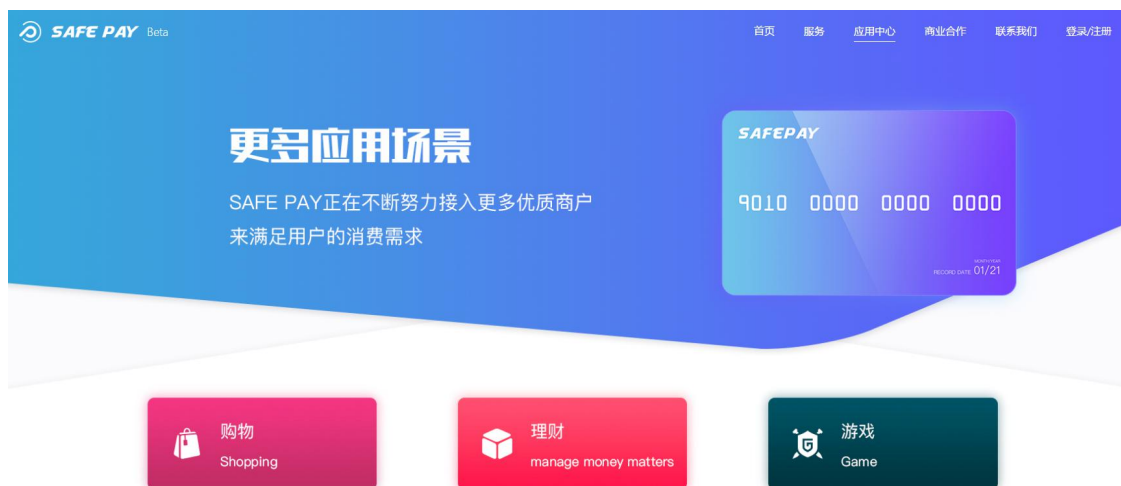 SAFE PAY Beta
首页 服务 应用中心 商业合作 联系我们 登录/注册
更多应用场景
SAFE PAY正在不断努力接入更多优质商户
来满足用户的消费需求
SAFEPAY
9010 0000 0000 0000
MONTH/YEAR
RECORD DATE 01/21
购物
Shopping
理财
manage money matters
游戏
Game